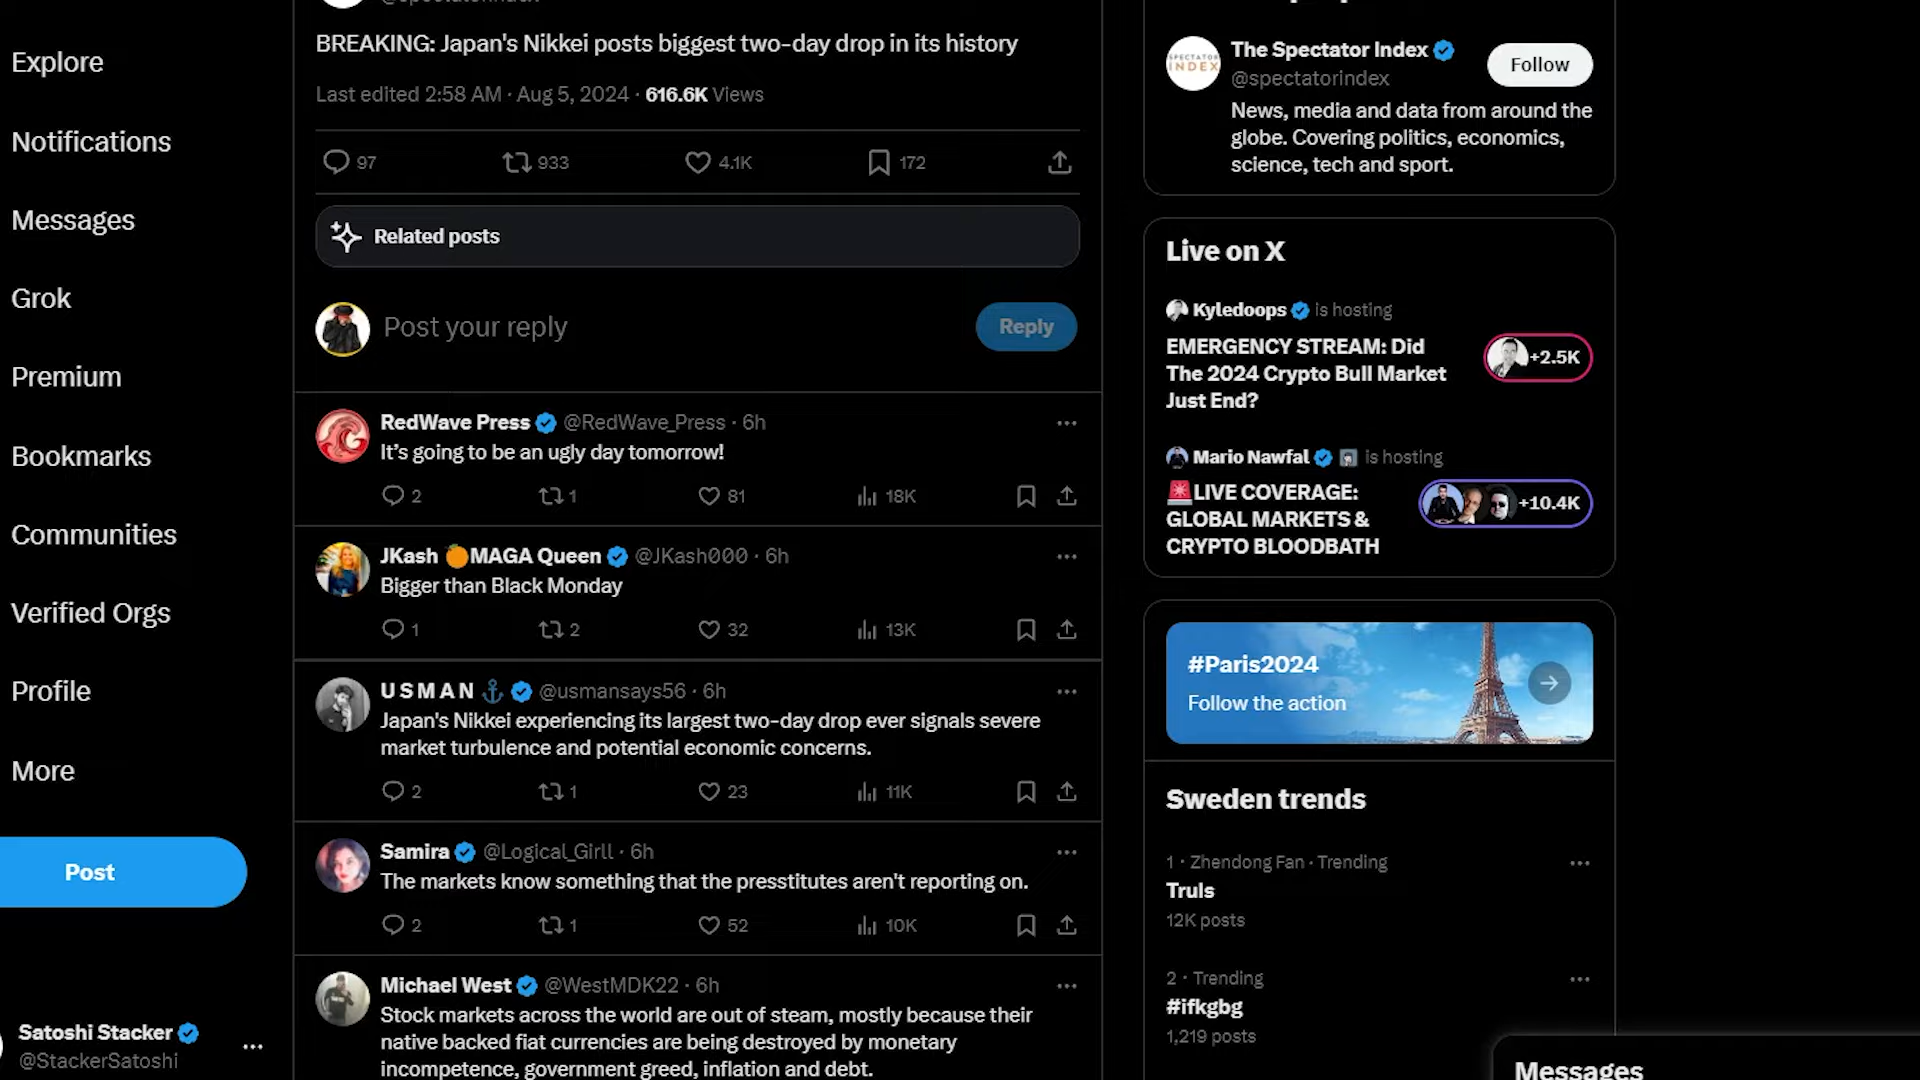 Explore
Notifications
Messages
Grok
Premium
Bookmarks
Communities
Verified Orgs
Profile
More
Post
Satoshi Stacker
@StackerSatoshi
@spectatorindex
BREAKING: Japan's Nikkei posts biggest two-day drop in its history
Last edited 2:58 AM · Aug 5, 2024 · 616.6K Views
97 933 4.1K 172
Related posts
Post your reply
Reply
RedWave Press @RedWave_Press · 6h
It’s going to be an ugly day tomorrow!
2 1 81 18K
JKash MAGA Queen @JKash000 · 6h
Bigger than Black Monday
1 2 32 13K
U S M A N @usmansays56 · 6h
Japan's Nikkei experiencing its largest two-day drop ever signals severe
market turbulence and potential economic concerns.
2 1 23 11K
Samira @Logical_Girll · 6h
The markets know something that the presstitutes aren't reporting on.
2 1 52 10K
Michael West @WestMDK22 · 6h
Stock markets across the world are out of steam, mostly because their
native backed fiat currencies are being destroyed by monetary
incompetence, government greed, inflation and debt.
SPECTATOR
INDEX
The Spectator Index
@spectatorindex
Follow
News, media and data from around the
globe. Covering politics, economics,
science, tech and sport.
Live on X
Kyledoops is hosting
EMERGENCY STREAM: Did
The 2024 Crypto Bull Market
Just End?
+2.5K
Mario Nawfal is hosting
LIVE COVERAGE:
GLOBAL MARKETS &
CRYPTO BLOODBATH
+10.4K
#Paris2024
Follow the action
Sweden trends
1 · Zhendong Fan · Trending
Truls
12K posts
2 · Trending
#ifkgbg
1,219 posts
Messages